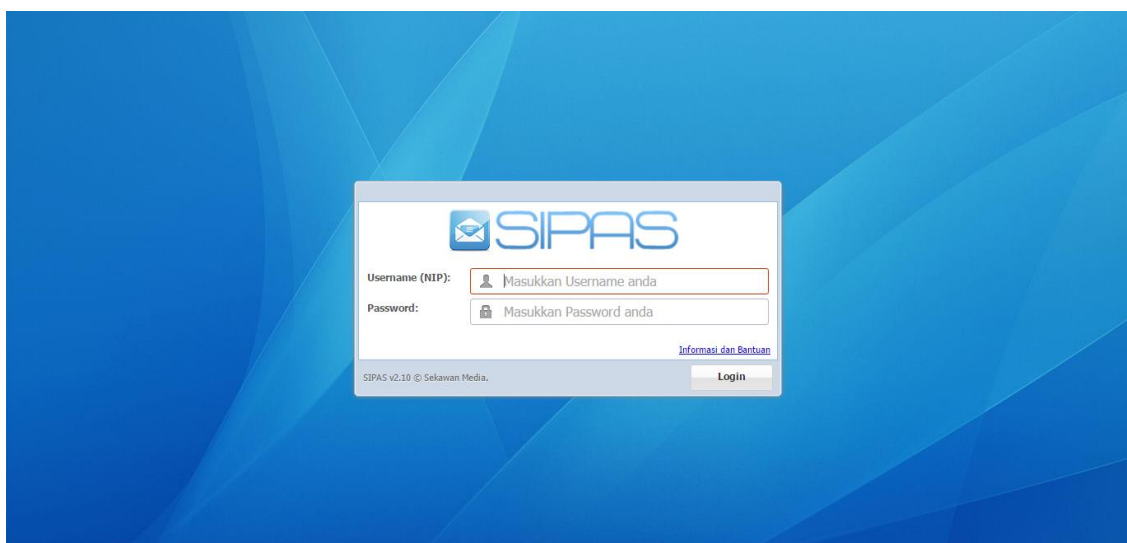 SIPAS
Username (NIP): Masukkan Username anda
Password: Masukkan Password anda
Informasi dan Bantuan
SIPAS v2.10 © Sekawan Media. Login